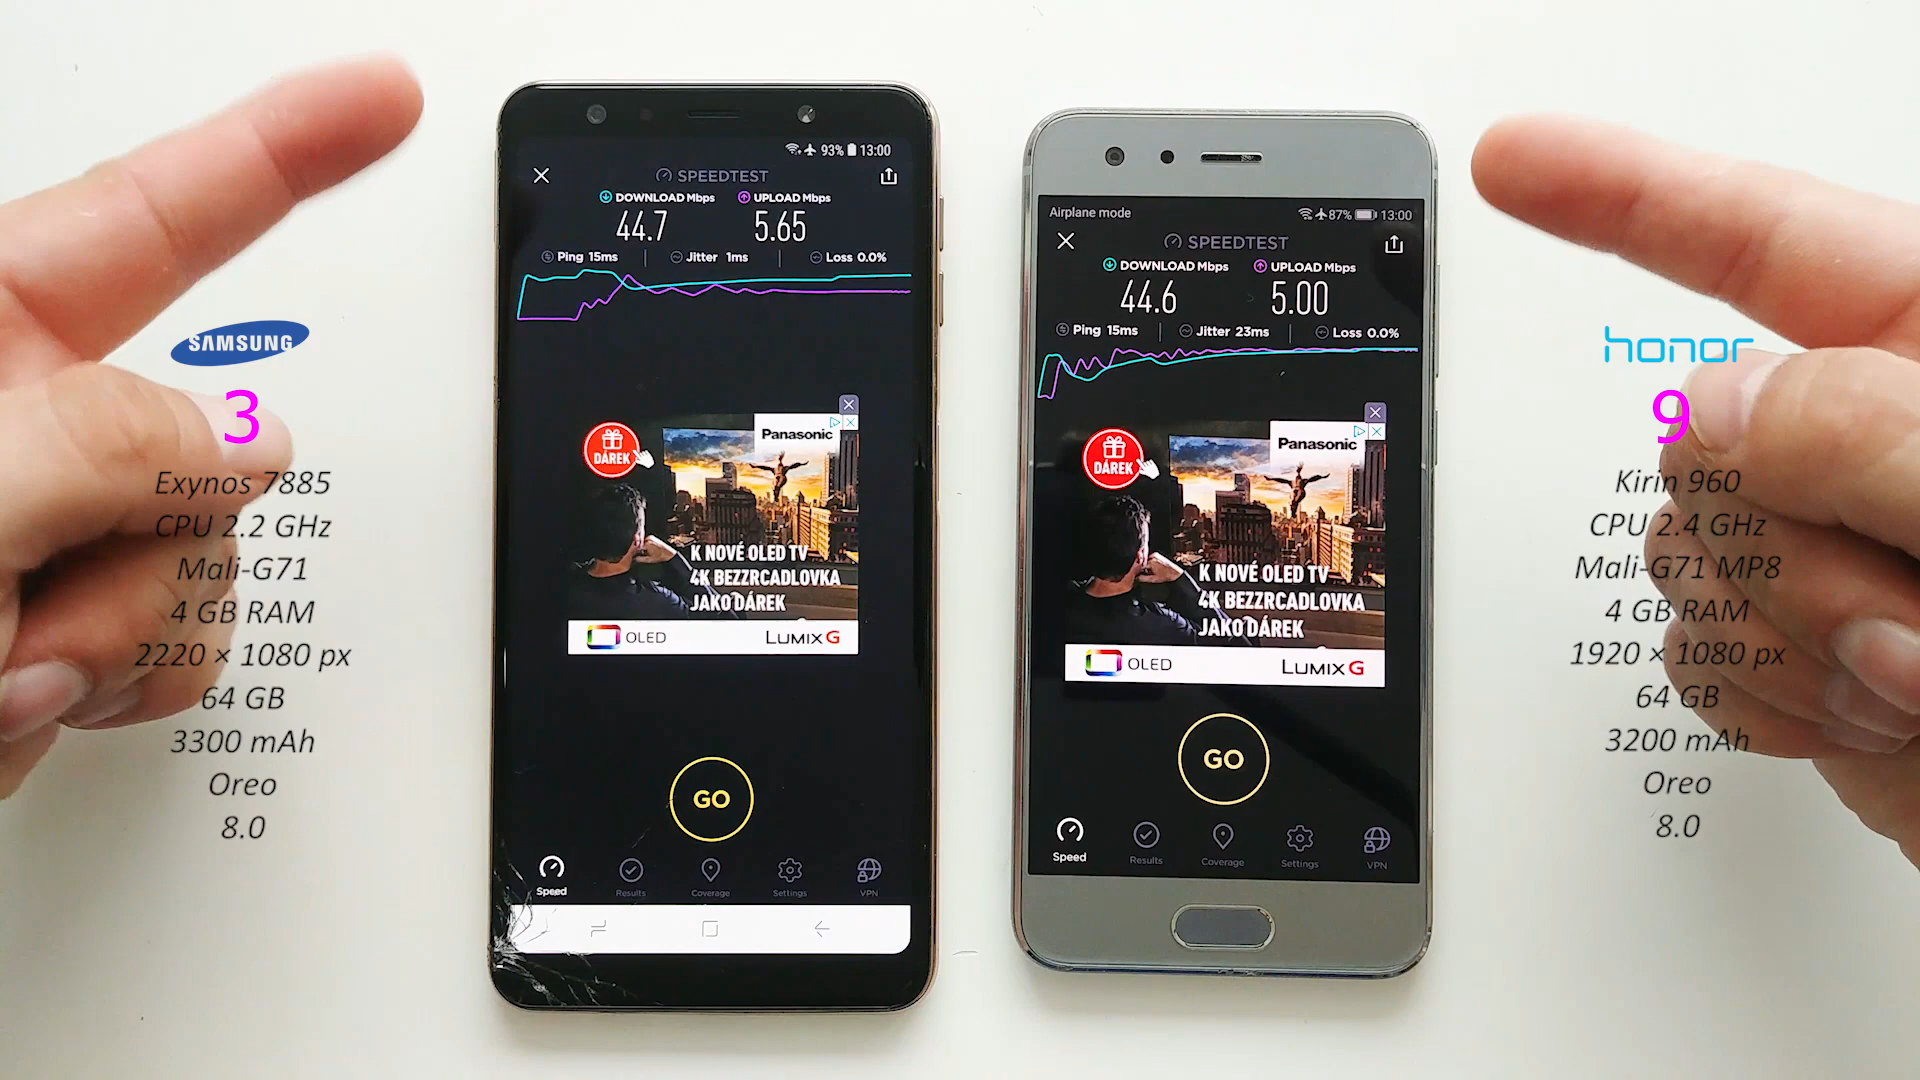 SAMSUNG
3
Exynos 7885
CPU 2.2 GHz
Mali-G71
4 GB RAM
2220 × 1080 px
64 GB
3300 mAh
Oreo
8.0
93% 13:00
SPEEDTEST
DOWNLOAD Mbps UPLOAD Mbps
44.7 5.65
Ping 15ms Jitter 1ms Loss 0.0%
Panasonic
DÁREK
K NOVÉ OLED TV
4K BEZZRCADLOVKA
JAKO DÁREK
OLED LUMIX G
GO
Speed Results Coverage Settings VPN
Airplane mode 87% 13:00
SPEEDTEST
DOWNLOAD Mbps UPLOAD Mbps
44.6 5.00
Ping 15ms Jitter 23ms Loss 0.0%
Panasonic
DÁREK
K NOVÉ OLED TV
4K BEZZRCADLOVKA
JAKO DÁREK
OLED LUMIX G
GO
Speed Results Coverage Settings VPN
honor
9
Kirin 960
CPU 2.4 GHz
Mali-G71 MP8
4 GB RAM
1920 × 1080 px
64 GB
3200 mAh
Oreo
8.0